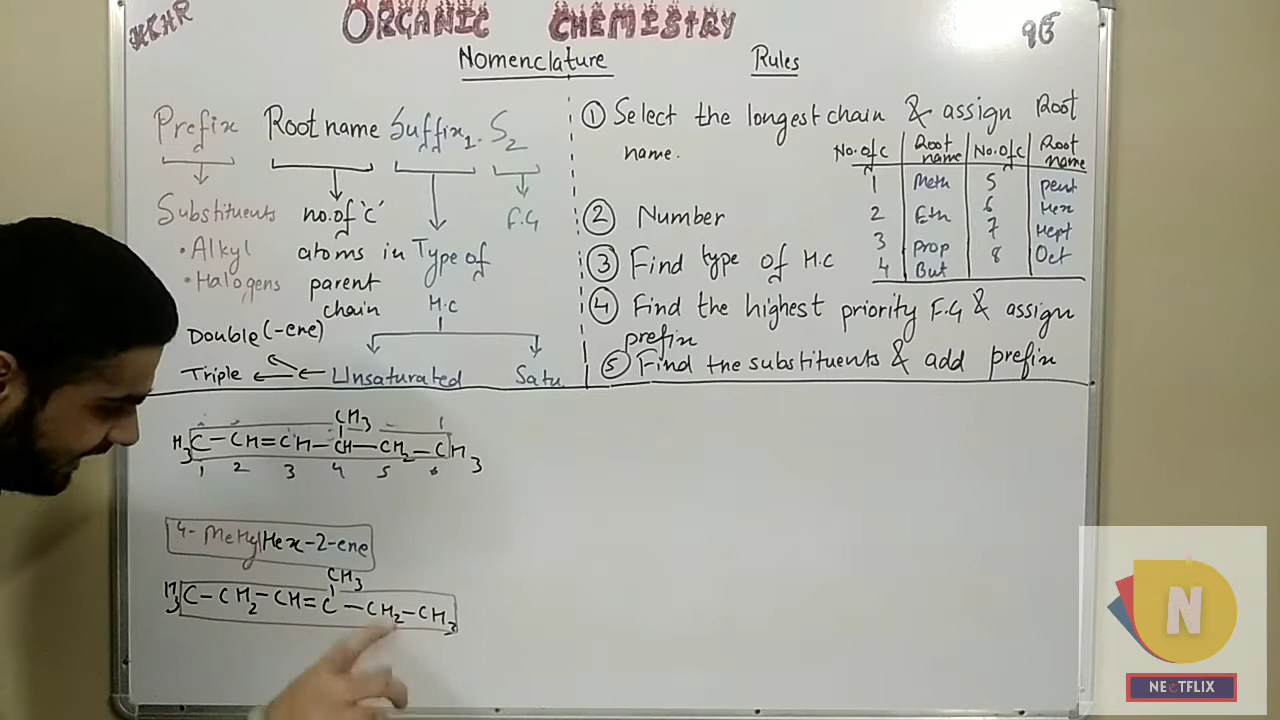 HCHR
ORGANIC CHEMISTRY
Nomenclature
Rules
Prefix Root name Suffix1. S2
Substituents
• Alkyl
• Halogens
no. of 'C'
atoms in
parent
chain
Type of
H.C
F.G
Double (-ene)
Triple
Unsaturated
Satu
① Select the longest chain & assign Root
name.
No. Of C Root name No. Of C Root name
1 Meth 5 pent
2 Eth 6 Hex
3 Prop 7 Hept
4 But 8 Oct
② Number
③ Find type of H.C
④ Find the highest priority F.G & assign
prefix
⑤ Find the substituents & add prefix
CH3
H3C-CH=CH-CH-CH2-CH3
1 2 3 4 5 6
4-Methyl Hex-2-ene
CH3
H3C-CH2-CH=C-CH2-CH3
N
NEETFLIX